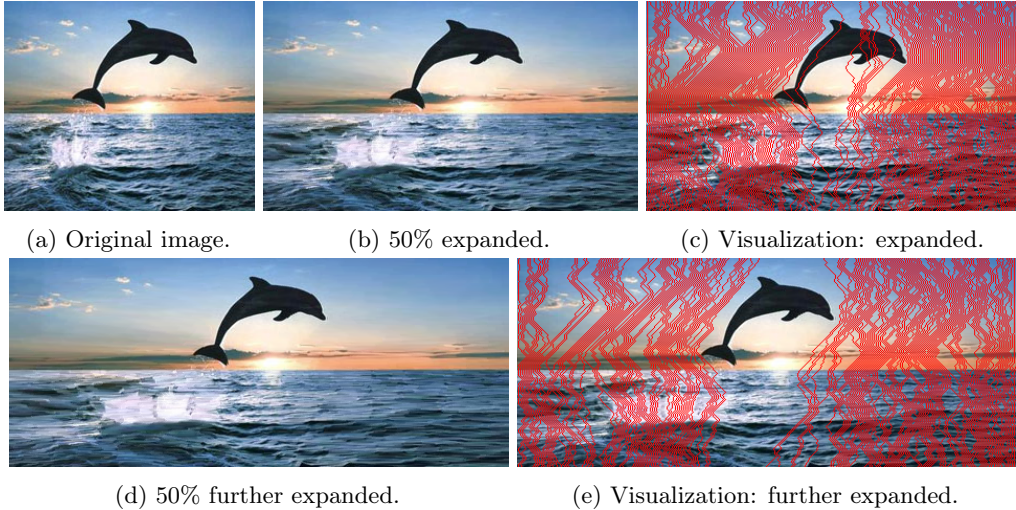 (a) Original image.
(b) 50% expanded.
(c) Visualization: expanded.
(d) 50% further expanded.
(e) Visualization: further expanded.